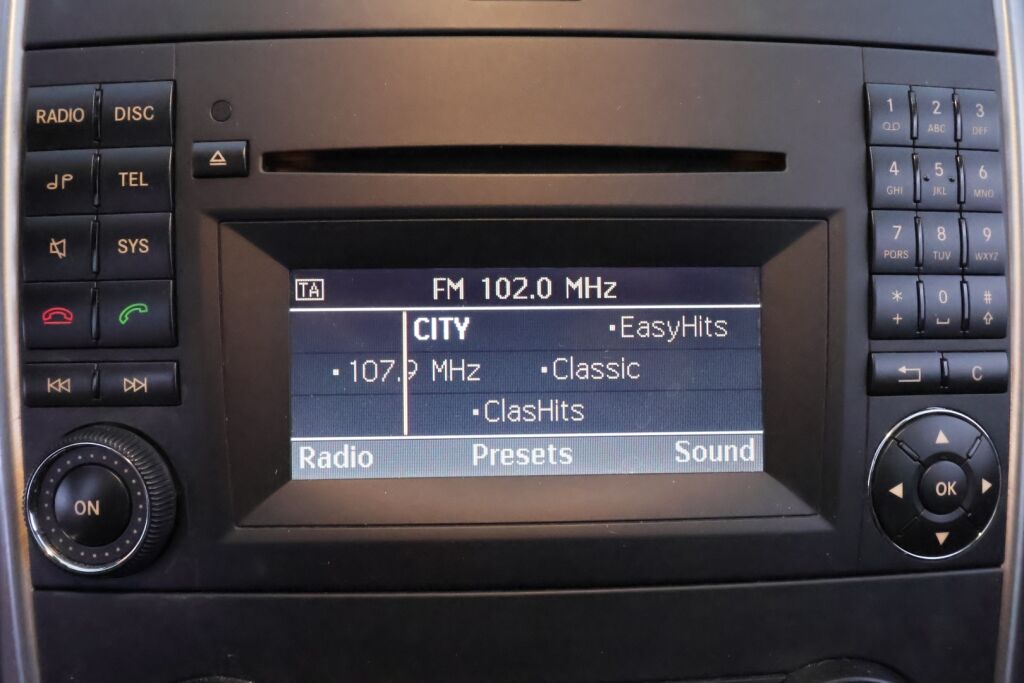 RADIO DISC
TEL
SYS
ON
TA FM 102.0 MHz
CITY •EasyHits
•107.9 MHz •Classic
•ClasHits
Radio Presets Sound
1 2 ABC 3 DEF
4 GHI 5 JKL 6 MNO
7 PQRS 8 TUV 9 WXYZ
* + 0 #
C
OK